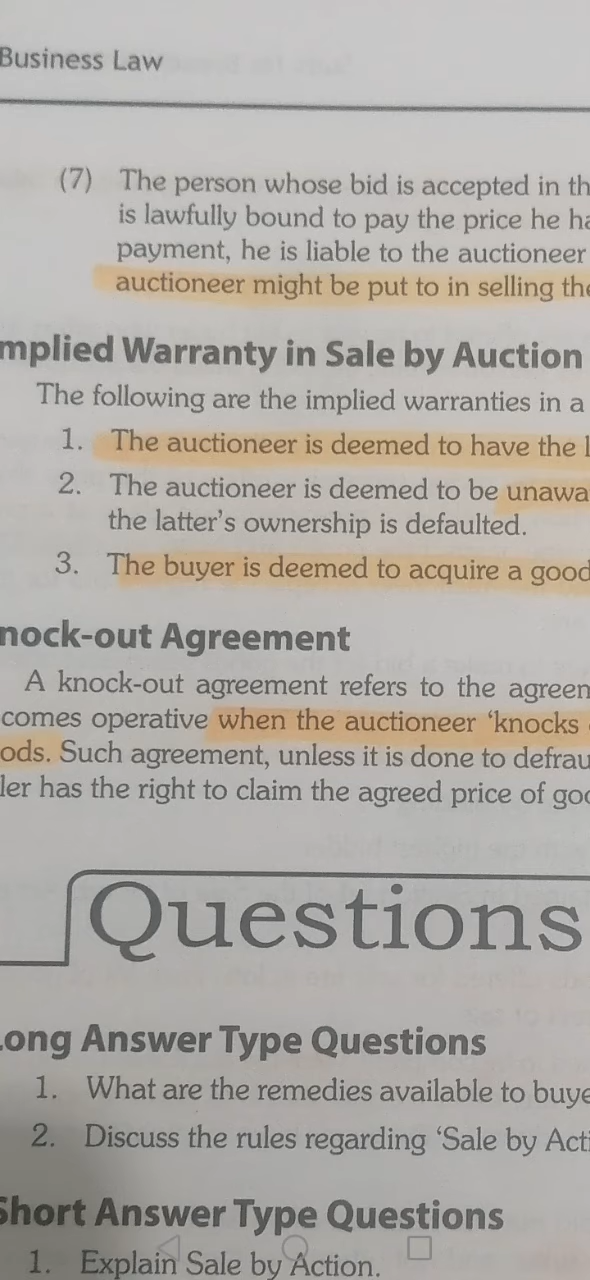 Business Law
(7) The person whose bid is accepted in th
is lawfully bound to pay the price he ha
payment, he is liable to the auctioneer
auctioneer might be put to in selling the
mplied Warranty in Sale by Auction
The following are the implied warranties in a
1. The auctioneer is deemed to have the l
2. The auctioneer is deemed to be unawa
the latter's ownership is defaulted.
3. The buyer is deemed to acquire a good
nock-out Agreement
A knock-out agreement refers to the agreem
comes operative when the auctioneer 'knocks
ods. Such agreement, unless it is done to defrau
ler has the right to claim the agreed price of goo
Questions
Long Answer Type Questions
1. What are the remedies available to buye
2. Discuss the rules regarding 'Sale by Acti
Short Answer Type Questions
1. Explain Sale by Action.